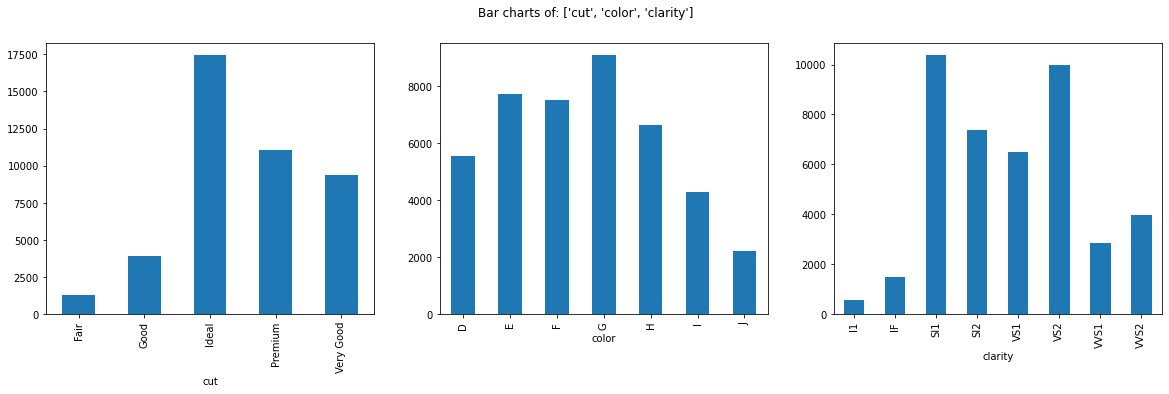 Bar charts of: ['cut', 'color', 'clarity']
17500
15000
12500
10000
7500
5000
2500
0
Fair
Good
Ideal
Premium
Very Good
cut
8000
6000
4000
2000
0
D
E
F
G
H
I
J
color
10000
8000
6000
4000
2000
0
I1
IF
SI1
SI2
VS1
VS2
VVS1
VVS2
clarity